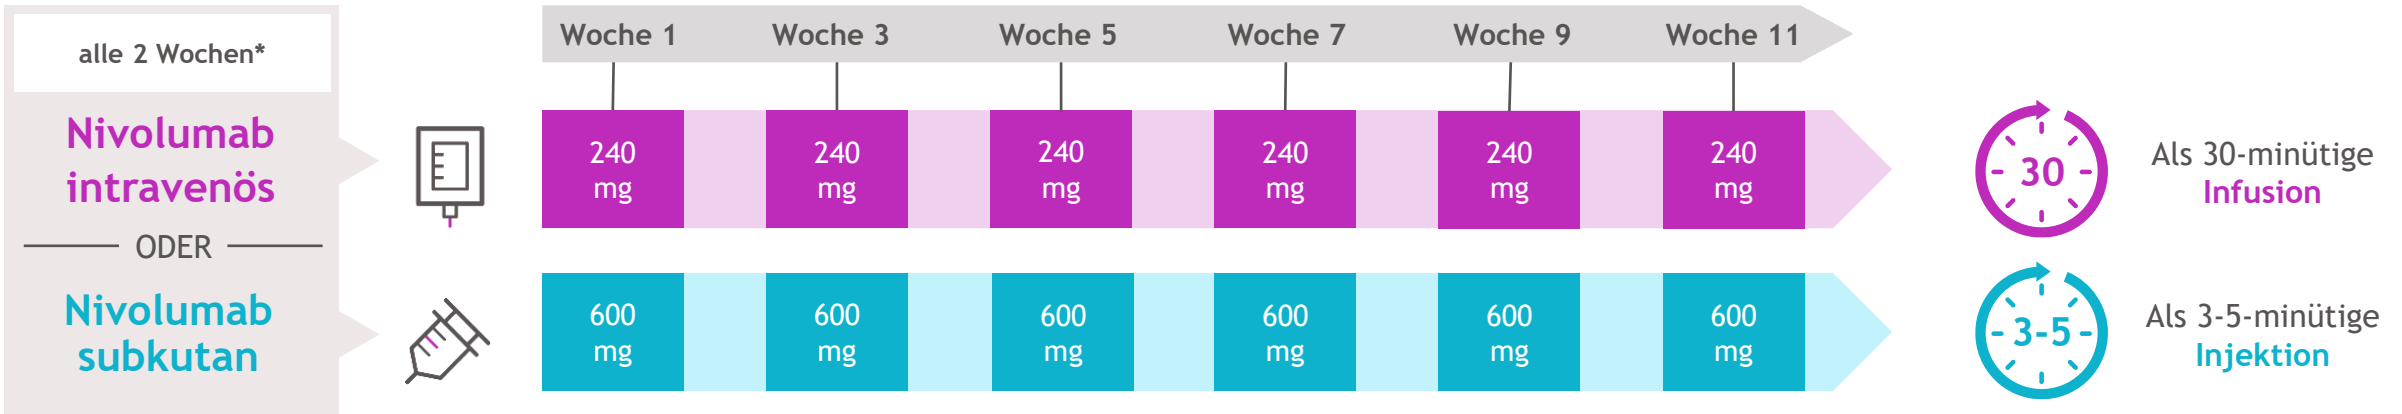 alle 2 Wochen*
Nivolumab
intravenös
ODER
Nivolumab
subkutan
Woche 1 Woche 3 Woche 5 Woche 7 Woche 9 Woche 11
240 240 240 240 240 240
mg mg mg mg mg mg
600 600 600 600 600 600
mg mg mg mg mg mg
30
Als 30-minütige
Infusion
3-5
Als 3-5-minütige
Injektion